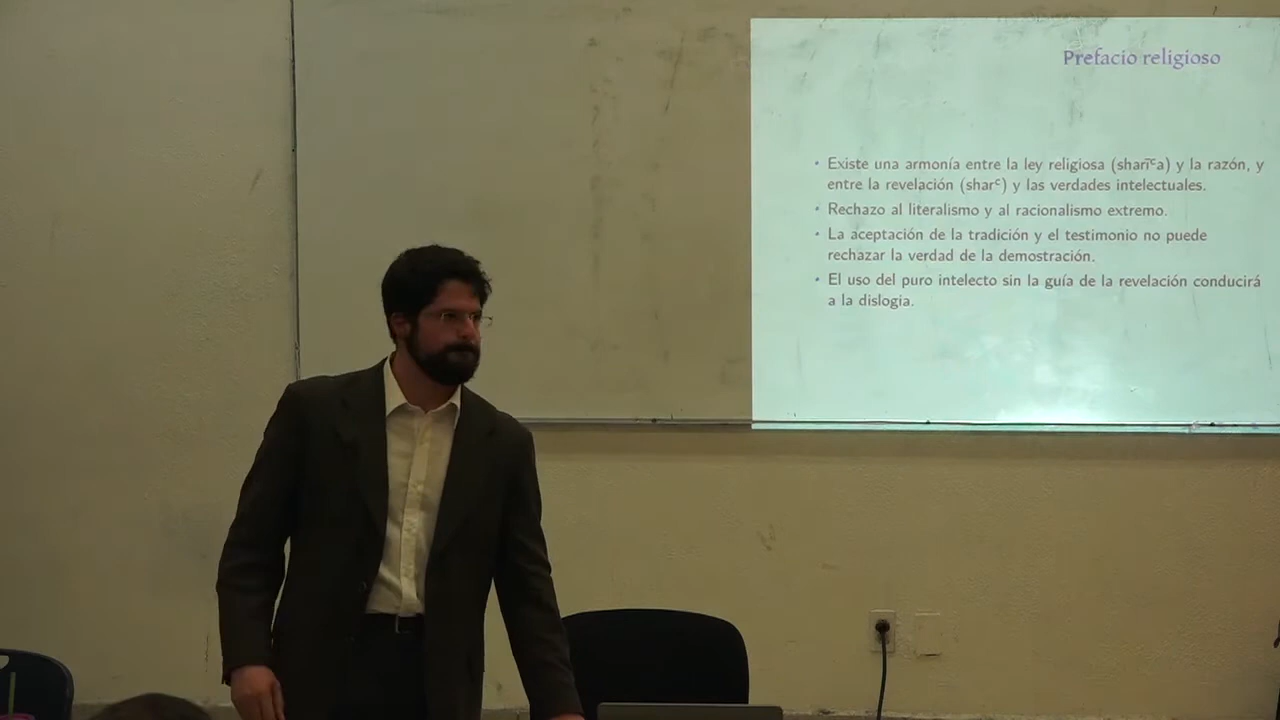 Prefacio religioso
• Existe una armonía entre la ley religiosa (sharīᶜa) y la razón, y
entre la revelación (sharᶜ) y las verdades intelectuales.
• Rechazo al literalismo y al racionalismo extremo.
• La aceptación de la tradición y el testimonio no puede
rechazar la verdad de la demostración.
• El uso del puro intelecto sin la guía de la revelación conducirá
a la dislogia.